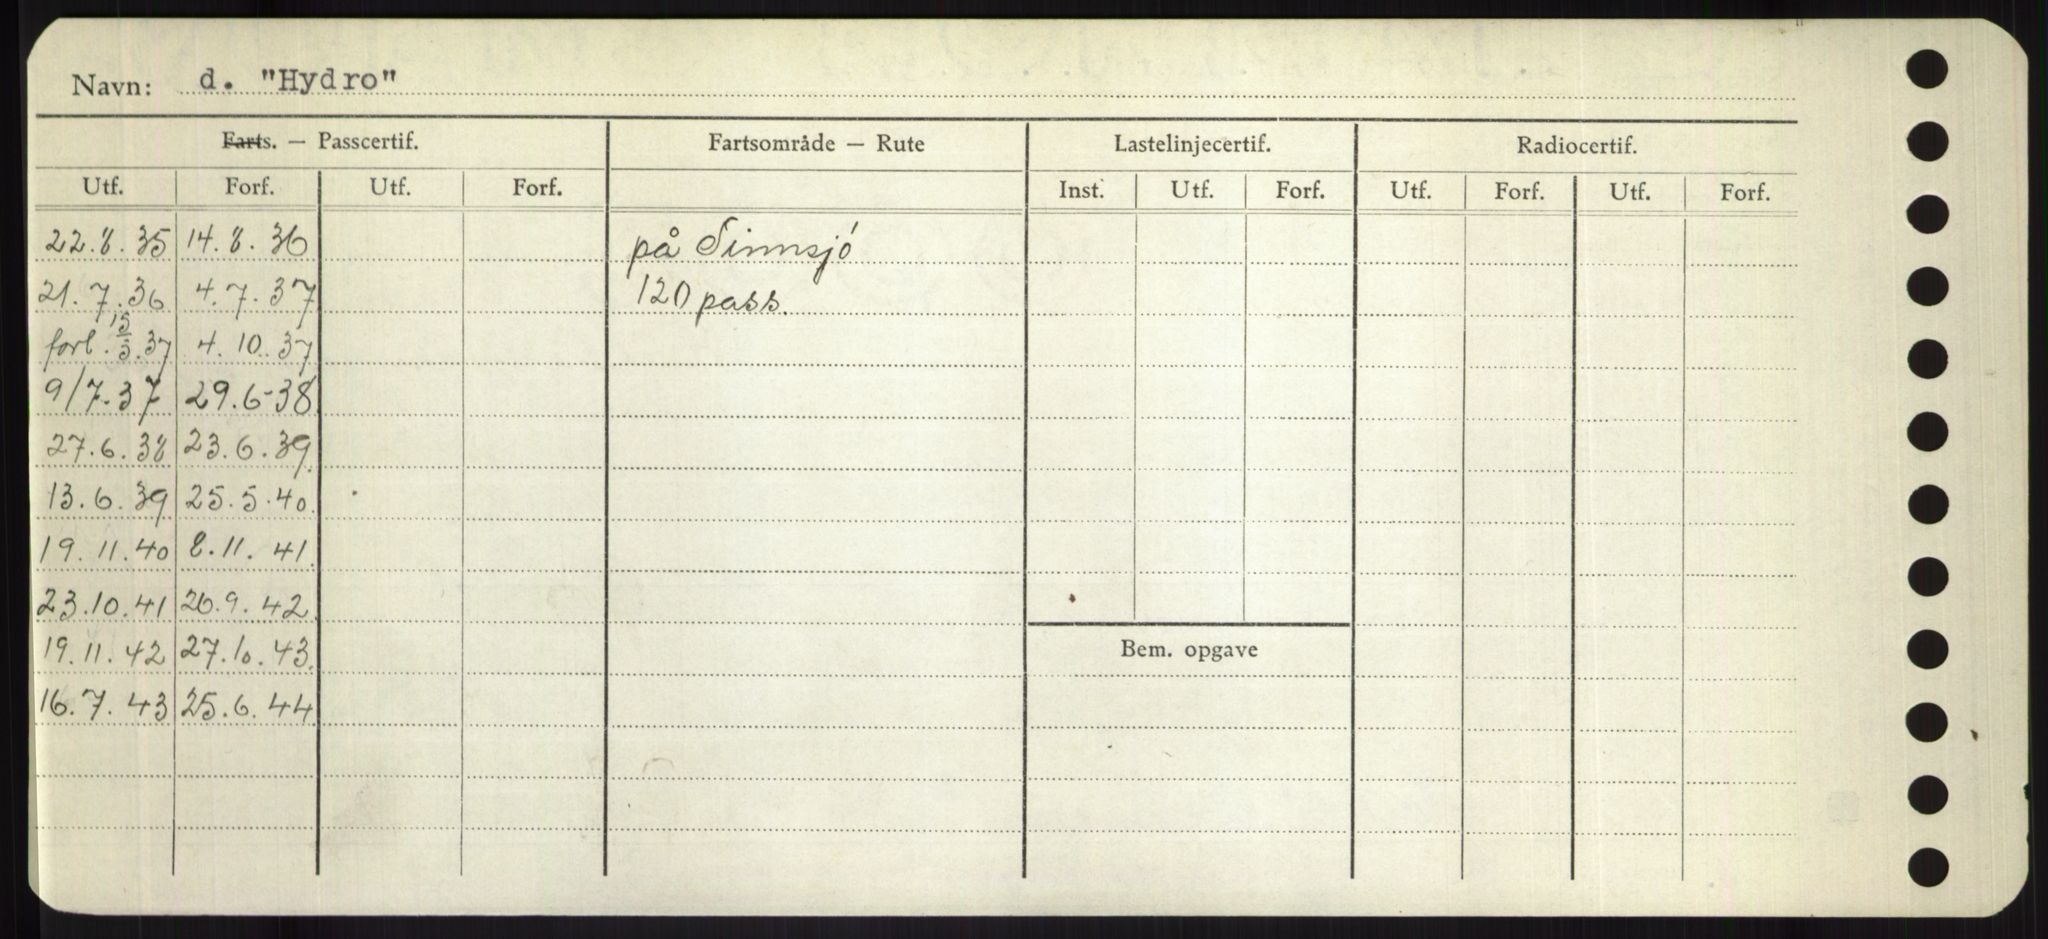 Navn: d. "Hydro"
Farts. — Passcertif. Fartsområde — Rute Lastelinjecertif. Radiocertif.
Utf. Forf. Utf. Forf. Inst. Utf. Forf. Utf. Forf. Utf. Forf.
22.8.35 14.8.36 på Tinnsjó
21.7.36 4.7.37 120 pass.
forl. 15/3.37 4.10.37
9/7.37 29.6-38
27.6.38 23.6.39
13.6.39 25.5.40.
19.11.40 8.11.41.
23.10.41 26.9.42.
19.11.42 27.10.43.
Bem. opgave
16.7.43 25.6.44